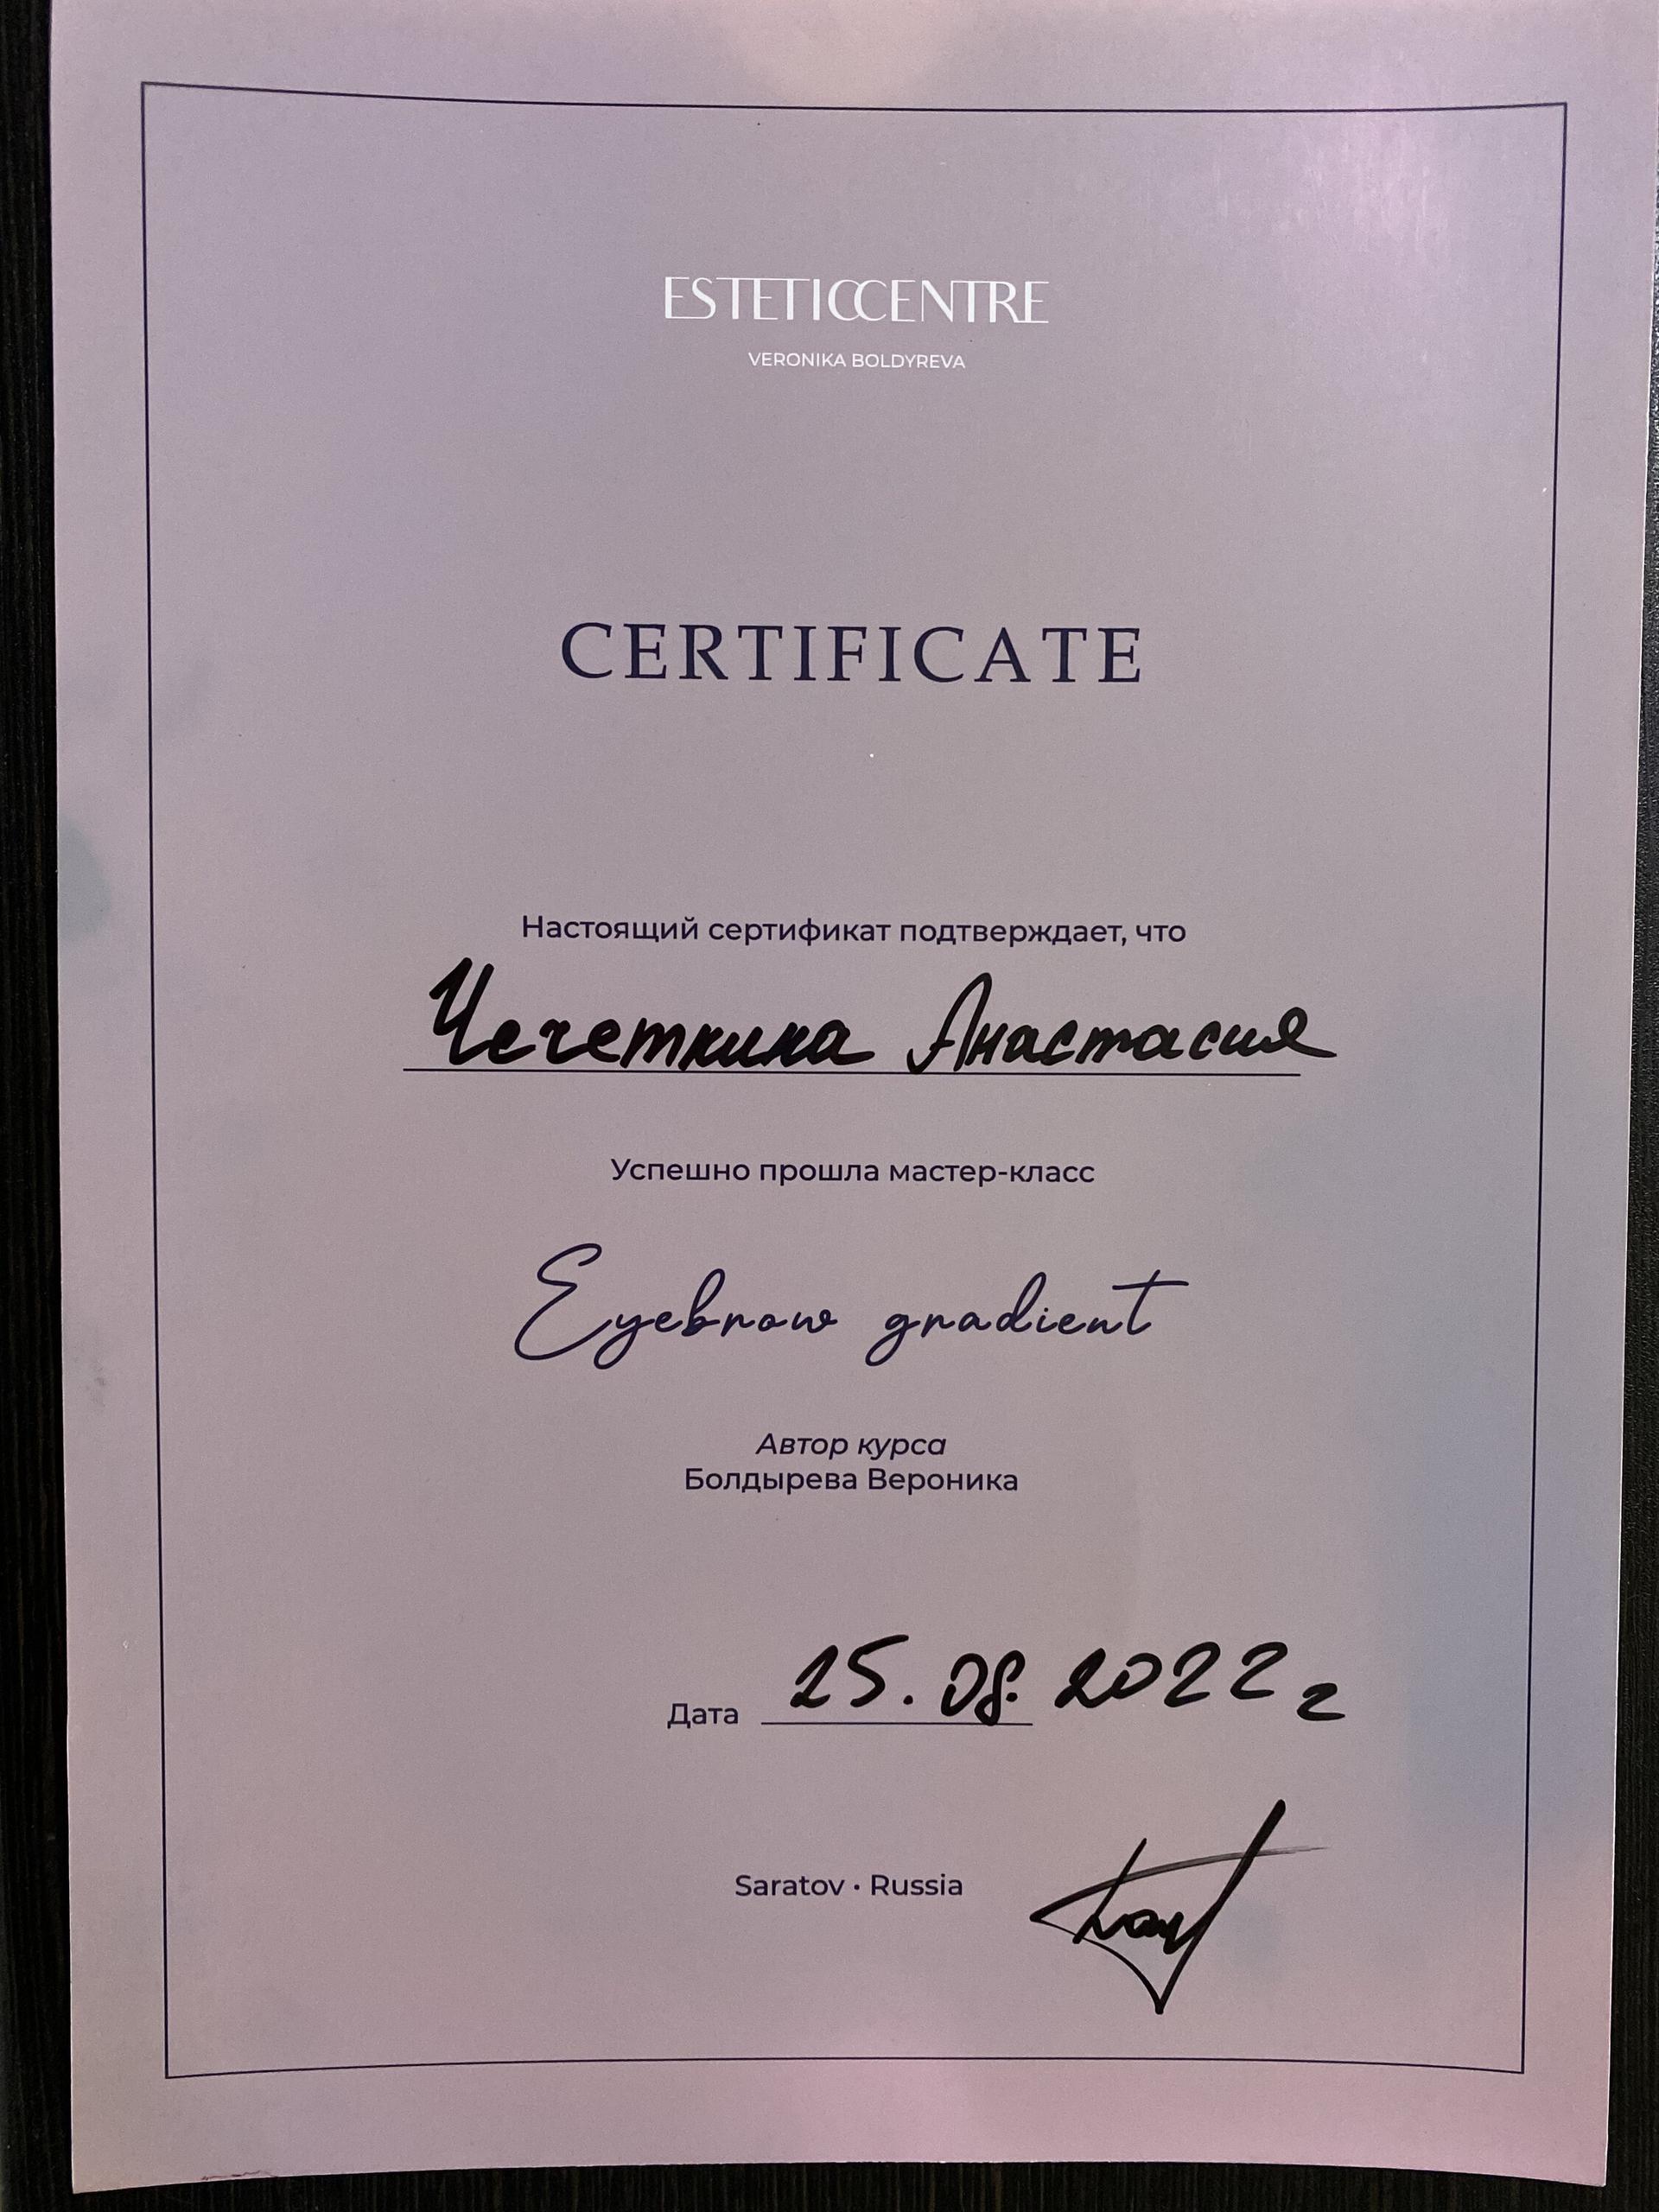 ESTETICCENTRE
VERONIKA BOLDYREVA
CERTIFICATE
Настоящий сертификат подтверждает, что
Чечеткина Анастасия
Успешно прошла мастер-класс
Eyebrow gradient
Автор курса
Болдырева Вероника
Дата 25.08.2022 г
Saratov • Russia